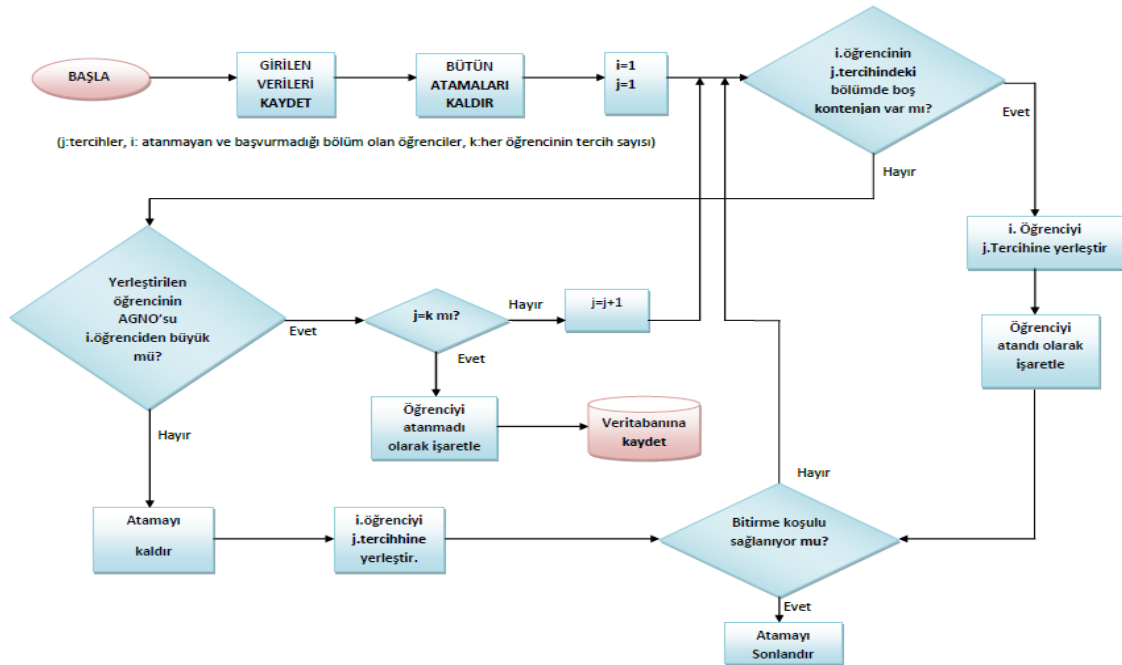 BAŞLA
GİRİLEN
VERİLERİ
KAYDET
BÜTÜN
ATAMALARI
KALDIR
i=1
j=1
i.öğrencinin
j.tercihindeki
bölümde boş
kontenjan var mı?
Evet
(j:tercihler, i: atanmayan ve başvurmadığı bölüm olan öğrenciler, k:her öğrencinin tercih sayısı)
Hayır
i. Öğrenciyi
j.Tercihine yerleştir
Yerleştirilen
öğrencinin
AGNO'su
i.öğrenciden büyük
mü?
Evet
j=k mı?
Hayır
j=j+1
Evet
Öğrenciyi
atandı olarak
işaretle
Öğrenciyi
atanmadı
olarak işaretle
Veritabanına
kaydet
Hayır
Hayır
Atamayı
kaldır
i.öğrenciyi
j.tercihhine
yerleştir.
Bitirme koşulu
sağlanıyor mu?
Evet
Atamayı
Sonlandır